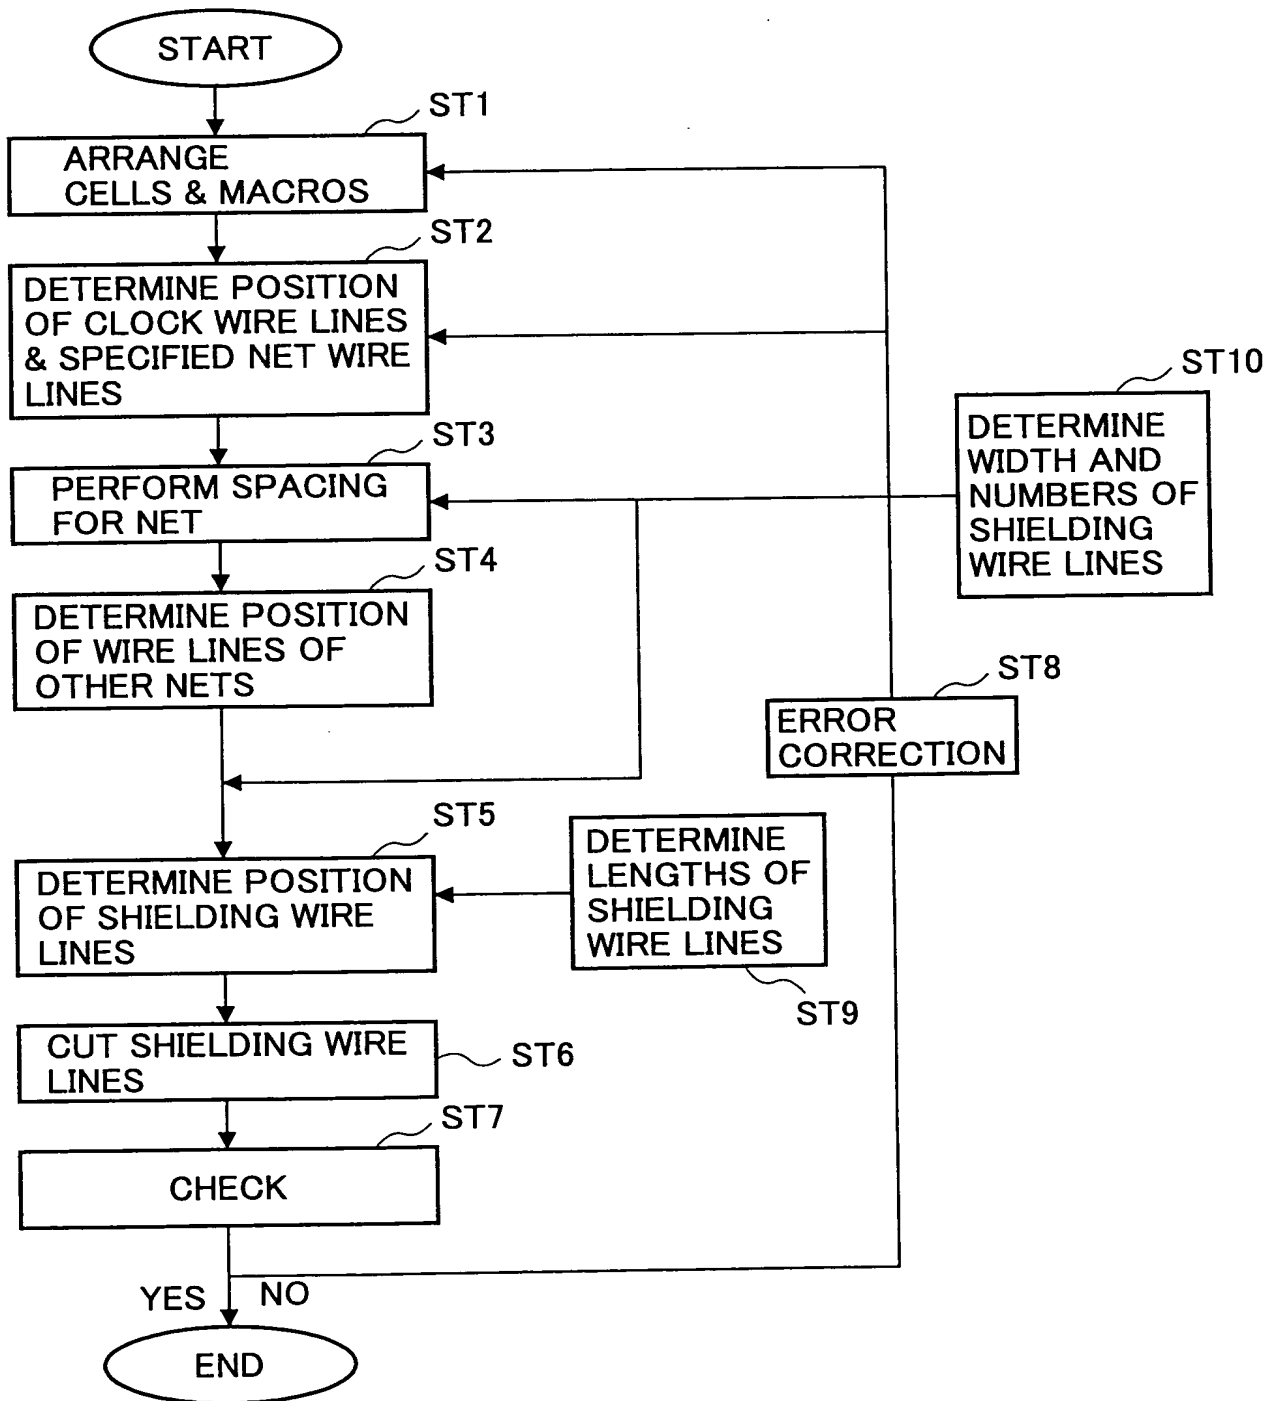 START
ST1
ARRANGE
CELLS & MACROS
ST2
DETERMINE POSITION
OF CLOCK WIRE LINES
& SPECIFIED NET WIRE
LINES
ST10
DETERMINE
WIDTH AND
NUMBERS OF
SHIELDING
WIRE LINES
ST3
PERFORM SPACING
FOR NET
ST4
DETERMINE POSITION
OF WIRE LINES OF
OTHER NETS
ST8
ERROR
CORRECTION
ST5
DETERMINE POSITION
OF SHIELDING WIRE
LINES
DETERMINE
LENGTHS OF
SHIELDING
WIRE LINES
ST9
CUT SHIELDING WIRE
LINES
ST6
ST7
CHECK
YES
NO
END